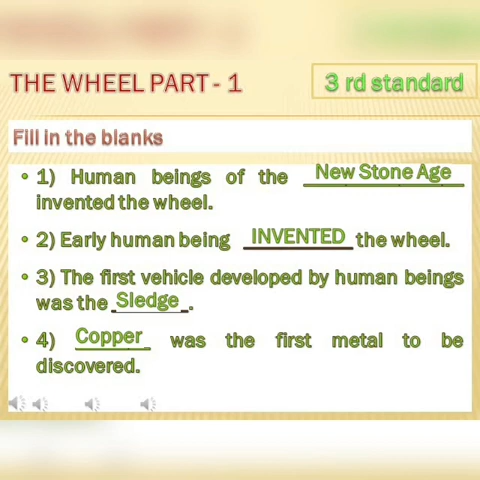 THE WHEEL PART - 1
3 rd standard
Fill in the blanks
• 1) Human beings of the New Stone Age
invented the wheel.
• 2) Early human being INVENTED the wheel.
• 3) The first vehicle developed by human beings
was the Sledge.
• 4) Copper was the first metal to be
discovered.